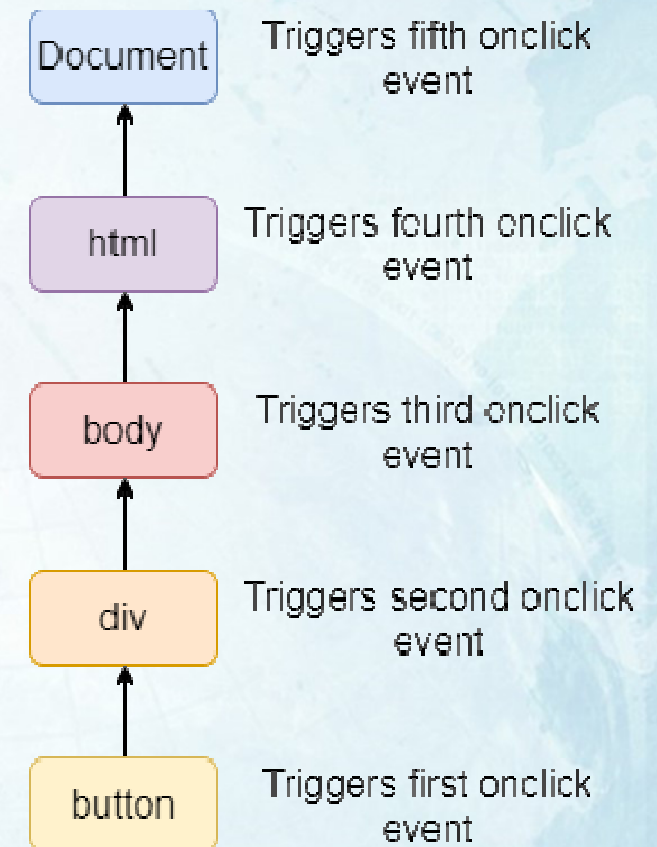 Document
Triggers fifth onclick
event
html
Triggers fourth onclick
event
body
Triggers third onclick
event
div
Triggers second onclick
event
button
Triggers first onclick
event